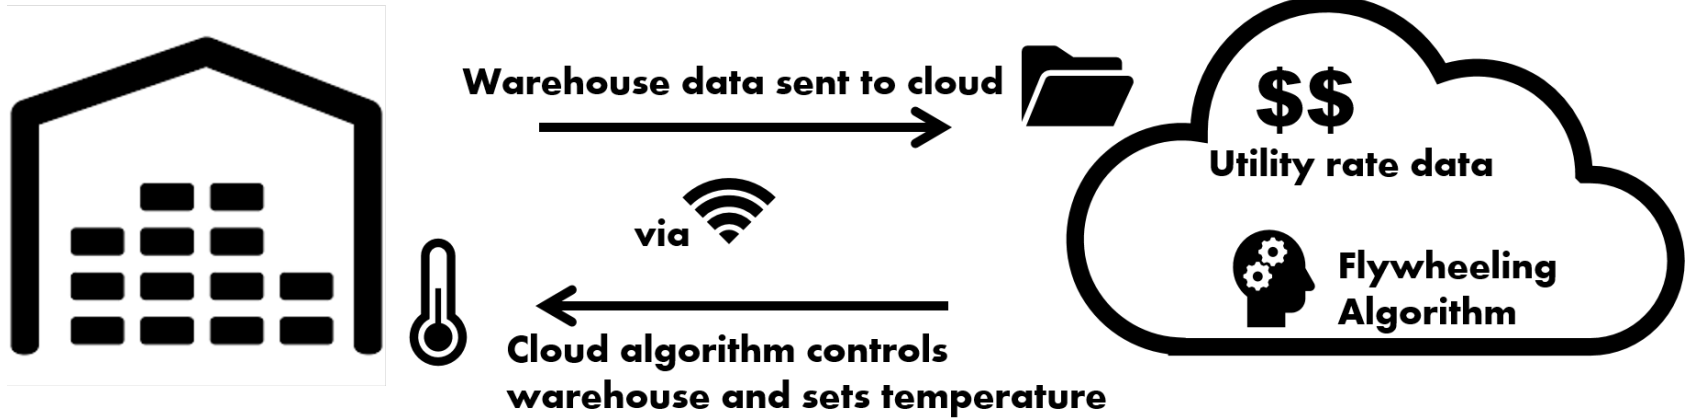 Warehouse data sent to cloud
$$
Utility rate data
via
Flywheeling
Algorithm
Cloud algorithm controls
warehouse and sets temperature